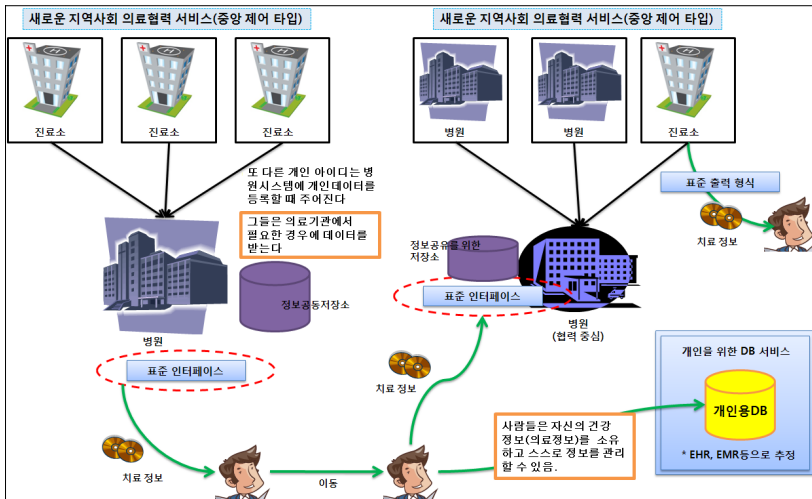 새로운 지역사회 의료협력 서비스(중앙 제어 타입)
진료소
진료소
진료소
또 다른 개인 아이디는 병
원시스템에 개인데이터를
등록할 때 주어진다
그들은 의료기관에서
필요한 경우에 데이터를
받는다
정보공동저장소
병원
표준 인터페이스
치료 정보
이동
새로운 지역사회 의료협력 서비스(중앙 제어 타입)
병원
병원
진료소
표준 출력 형식
치료 정보
정보공유를 위한
저장소
표준 인터페이스
병원
(협력 중심)
치료 정보
사람들은 자신의 건강
정보(의료정보)를 소유
하고 스스로 정보를 관리
할 수 있음.
개인을 위한 DB 서비스
개인용DB
* EHR, EMR등으로 추정